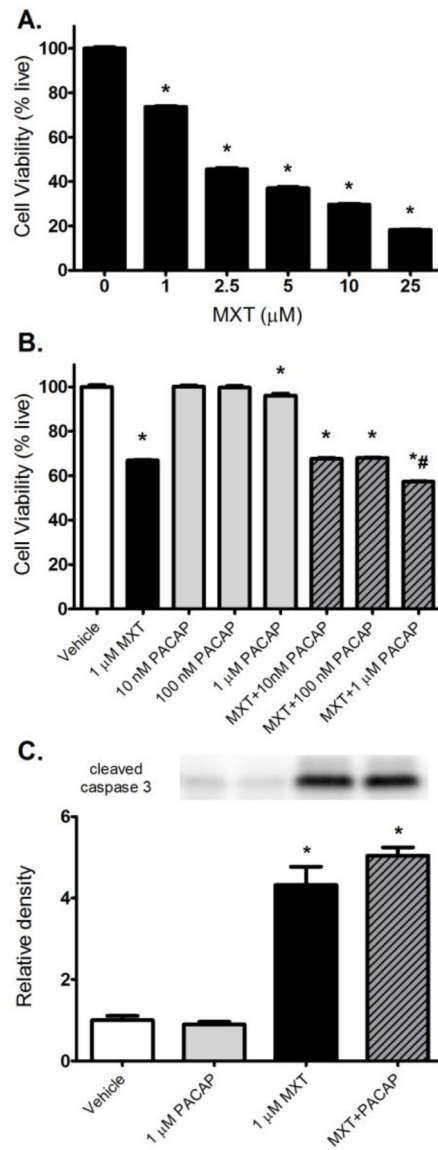 A.
Cell Viability (% live)
100
80
60
40
20
0
*
*
*
*
*
0 1 2.5 5 10 25
MXT (μM)
B.
Cell Viability (% live)
100
80
60
40
20
0
*
*
*
*
*#
Vehicle
1 μM MXT
10 nM PACAP
100 nM PACAP
1 μM PACAP
MXT+10nM PACAP
MXT+100 nM PACAP
MXT+1 μM PACAP
C.
cleaved
caspase 3
Relative density
6
4
2
0
*
*
Vehicle
1 μM PACAP
1 μM MXT
MXT+PACAP